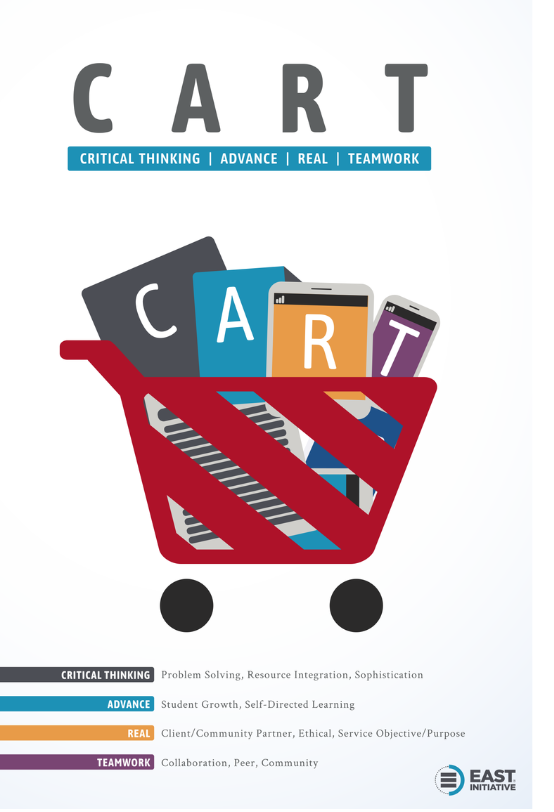 CART
CRITICAL THINKING | ADVANCE | REAL | TEAMWORK
C A R T
CRITICAL THINKING Problem Solving, Resource Integration, Sophistication
ADVANCE Student Growth, Self-Directed Learning
REAL Client/Community Partner, Ethical, Service Objective/Purpose
TEAMWORK Collaboration, Peer, Community
EAST
INITIATIVE